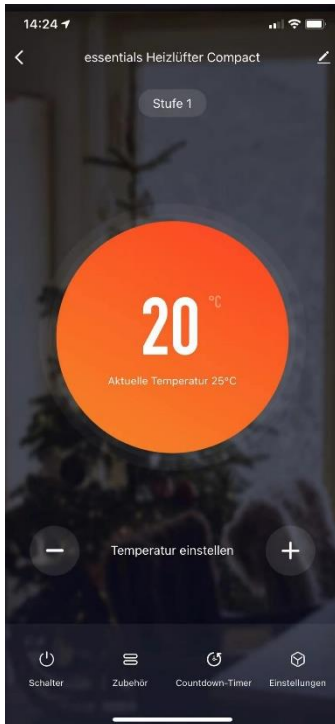 14:24
essentials Heizlüfter Compact
Stufe 1
20 °C
Aktuelle Temperatur 25°C
Temperatur einstellen
Schalter Zubehör Countdown-Timer Einstellungen